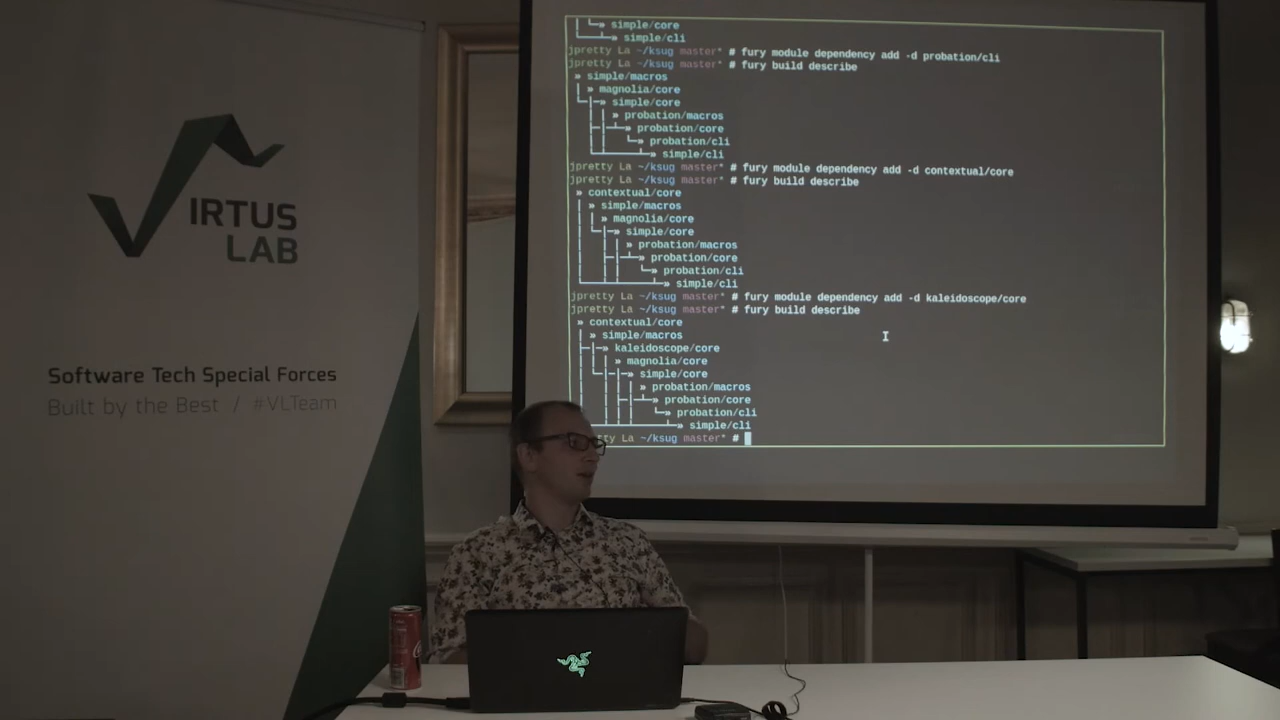 IRTUS
LAB
Software Tech Special Forces
Built by the Best / #VLTeam
simple/core
simple/cli
jpretty La ~/ksug master* # fury module dependency add -d probation/cli
jpretty La ~/ksug master* # fury build describe
» simple/macros
» magnolia/core
» simple/core
» probation/macros
» probation/core
» probation/cli
» simple/cli
jpretty La ~/ksug master* # fury module dependency add -d contextual/core
jpretty La ~/ksug master* # fury build describe
» contextual/core
» simple/macros
» magnolia/core
» simple/core
» probation/macros
» probation/core
» probation/cli
» simple/cli
jpretty La ~/ksug master* # fury module dependency add -d kaleidoscope/core
jpretty La ~/ksug master* # fury build describe
» contextual/core
» simple/macros
» kaleidoscope/core
» magnolia/core
» simple/core
» probation/macros
» probation/core
» probation/cli
» simple/cli
etty La ~/ksug master* #